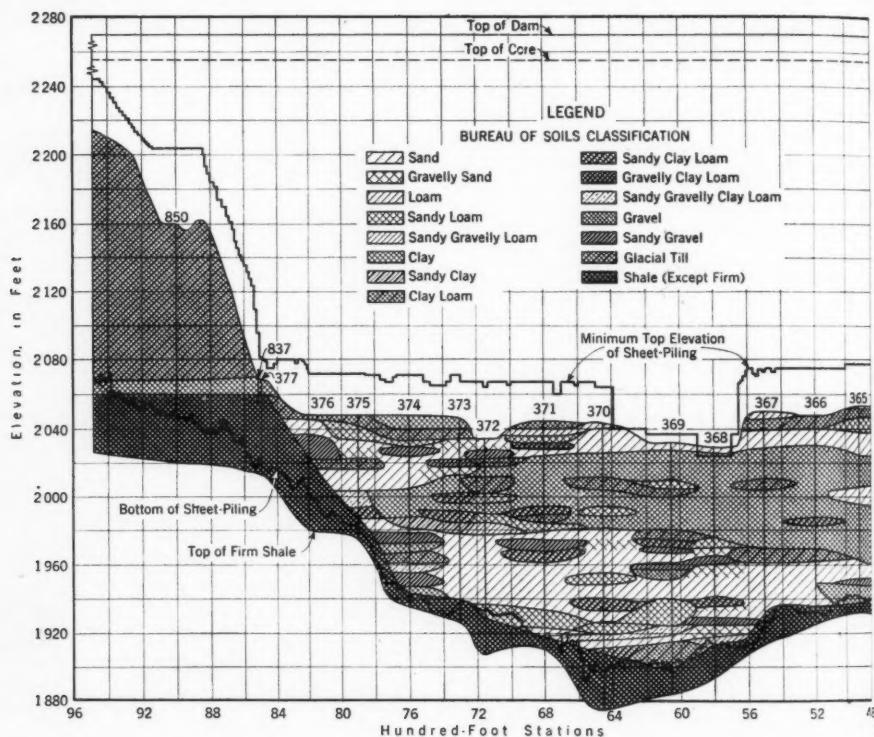 Top of Dam
Top of Core
LEGEND
BUREAU OF SOILS CLASSIFICATION
Sand
Gravelly Sand
Loam
Sandy Loam
Sandy Gravelly Loam
Clay
Sandy Clay
Clay Loam
Sandy Clay Loam
Gravelly Clay Loam
Sandy Gravelly Clay Loam
Gravel
Sandy Gravel
Glacial Till
Shale (Except Firm)
Elevation, in Feet
2280
2240
2200
2160
2120
2080
2040
2000
1960
1920
1880
850
837
377
376
375
374
373
372
371
370
369
368
367
366
365
Minimum Top Elevation
of Sheet-Piling
Bottom of Sheet-Piling
Top of Firm Shale
96 92 88 84 80 76 72 68 64 60 56 52 48
Hundred-Foot Stations